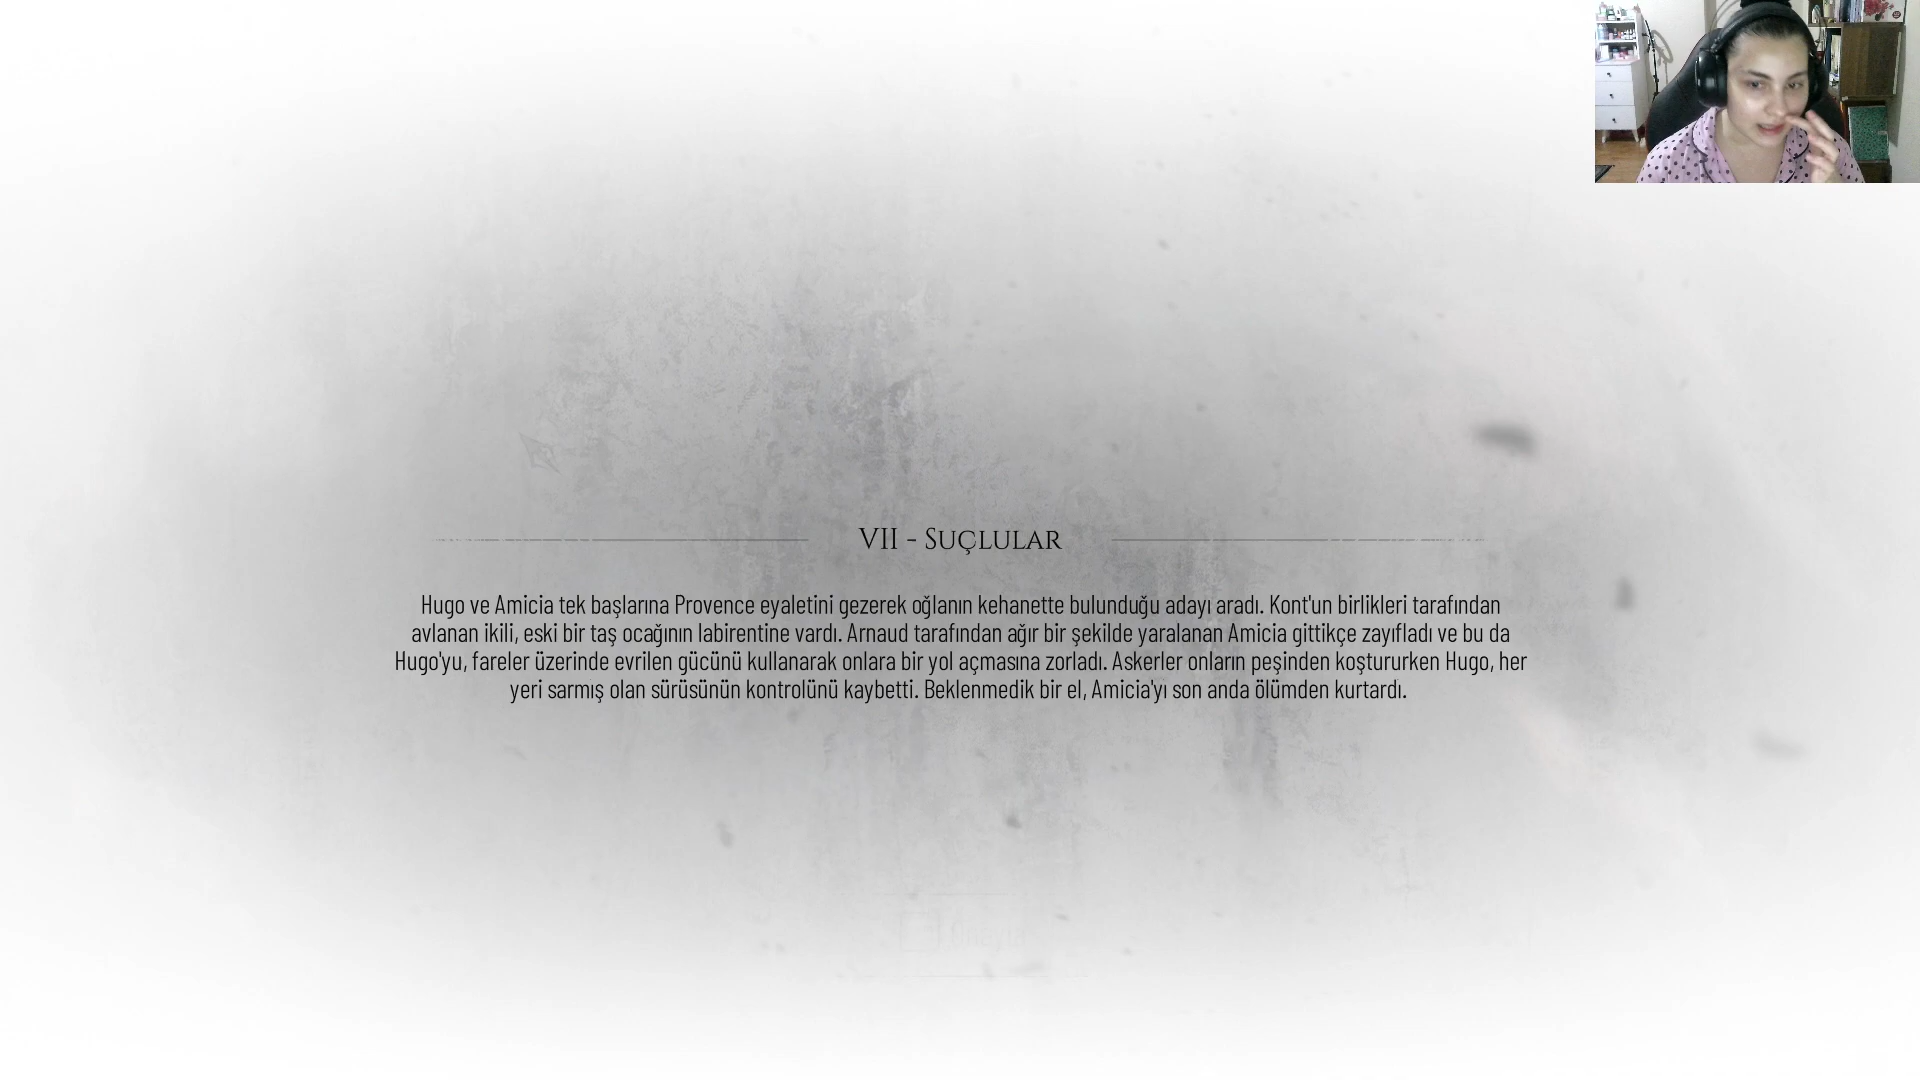 VII - Suçlular
Hugo ve Amicia tek başlarına Provence eyaletini gezerek oğlanın kehanette bulunduğu adayı aradı. Kont'un birlikleri tarafından
avlanan ikili, eski bir taş ocağının labirentine vardı. Arnaud tarafından ağır bir şekilde yaralanan Amicia gittikçe zayıfladı ve bu da
Hugo'yu, fareler üzerinde evrilen gücünü kullanarak onlara bir yol açmasına zorladı. Askerler onların peşinden koştururken Hugo, her
yeri sarmış olan sürüsünün kontrolünü kaybetti. Beklenmedik bir el, Amicia'yı son anda ölümden kurtardı.
Onayla